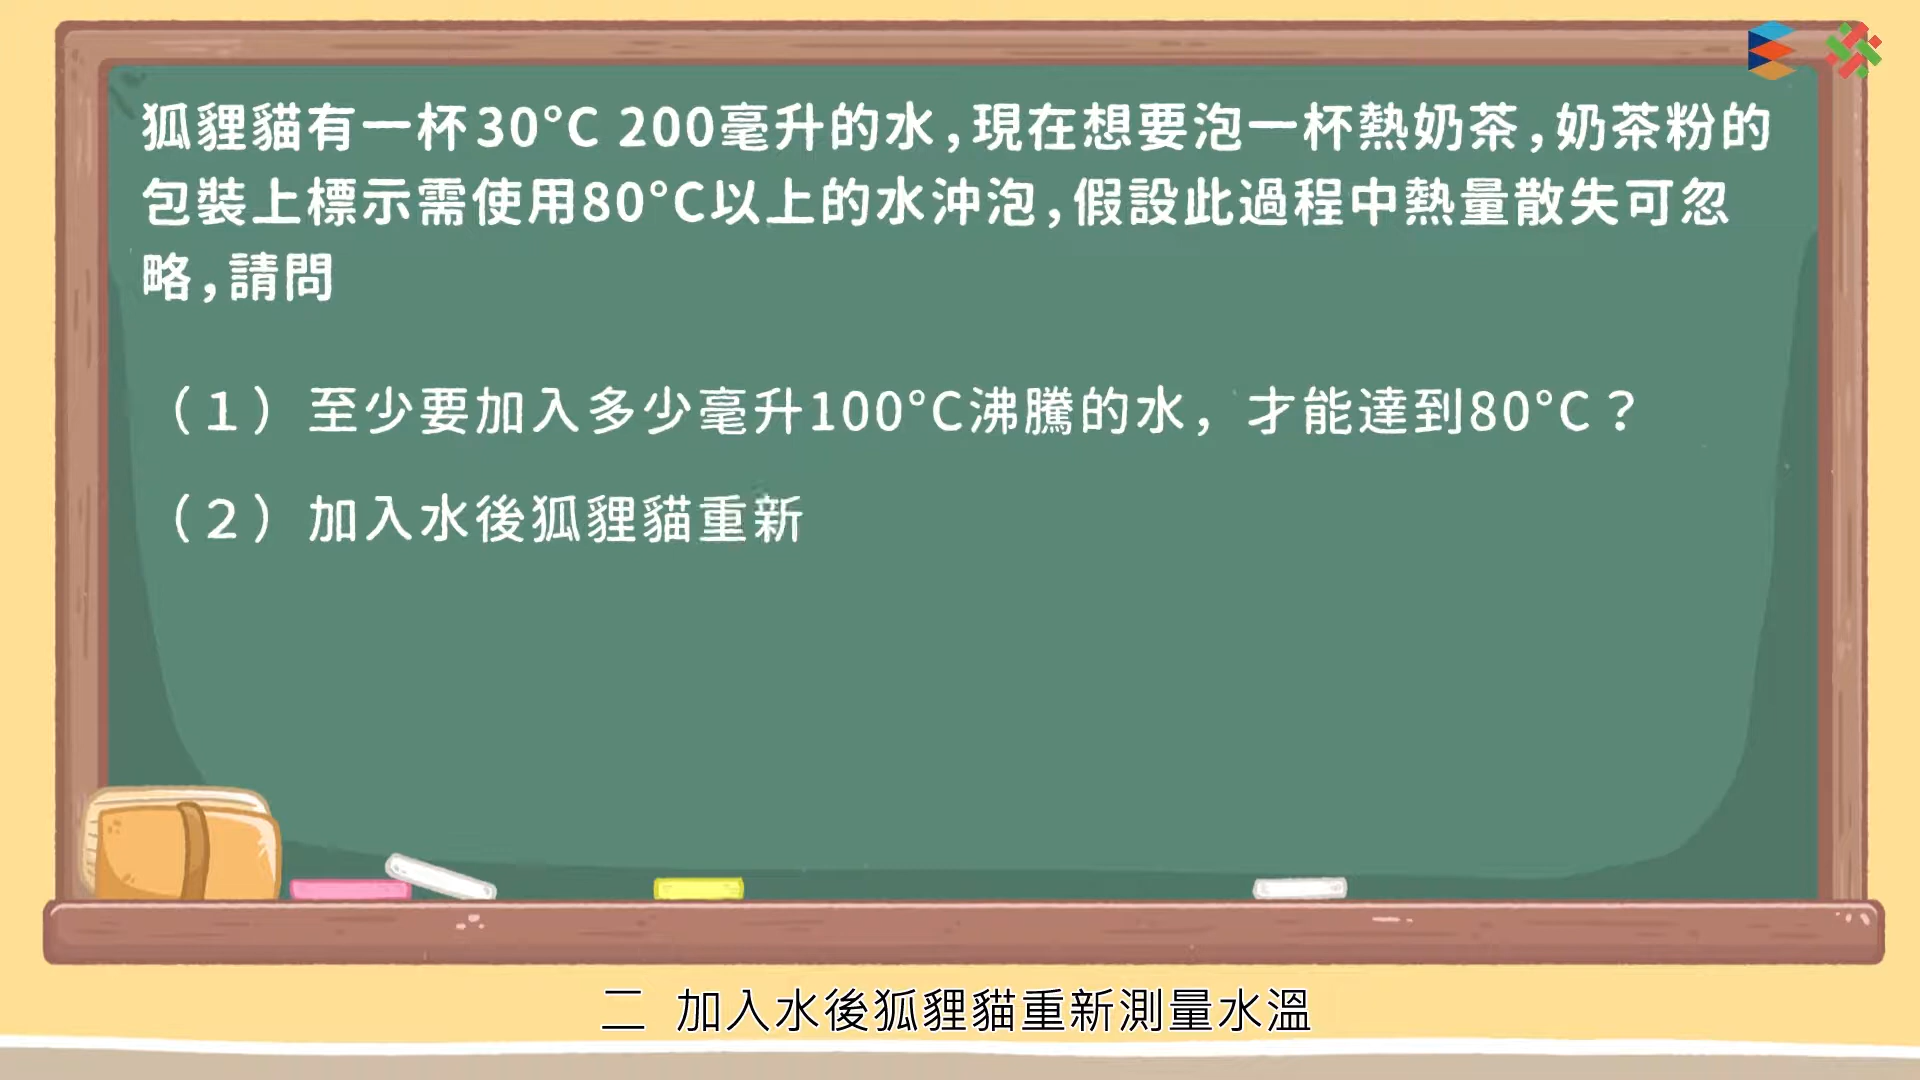 狐狸貓有一杯30°C 200毫升的水,現在想要泡一杯熱奶茶,奶茶粉的
包裝上標示需使用80°C以上的水沖泡,假設此過程中熱量散失可忽
略,請問
（１）至少要加入多少毫升100°C沸騰的水，才能達到80°C？
（２）加入水後狐狸貓重新
二 加入水後狐狸貓重新測量水溫